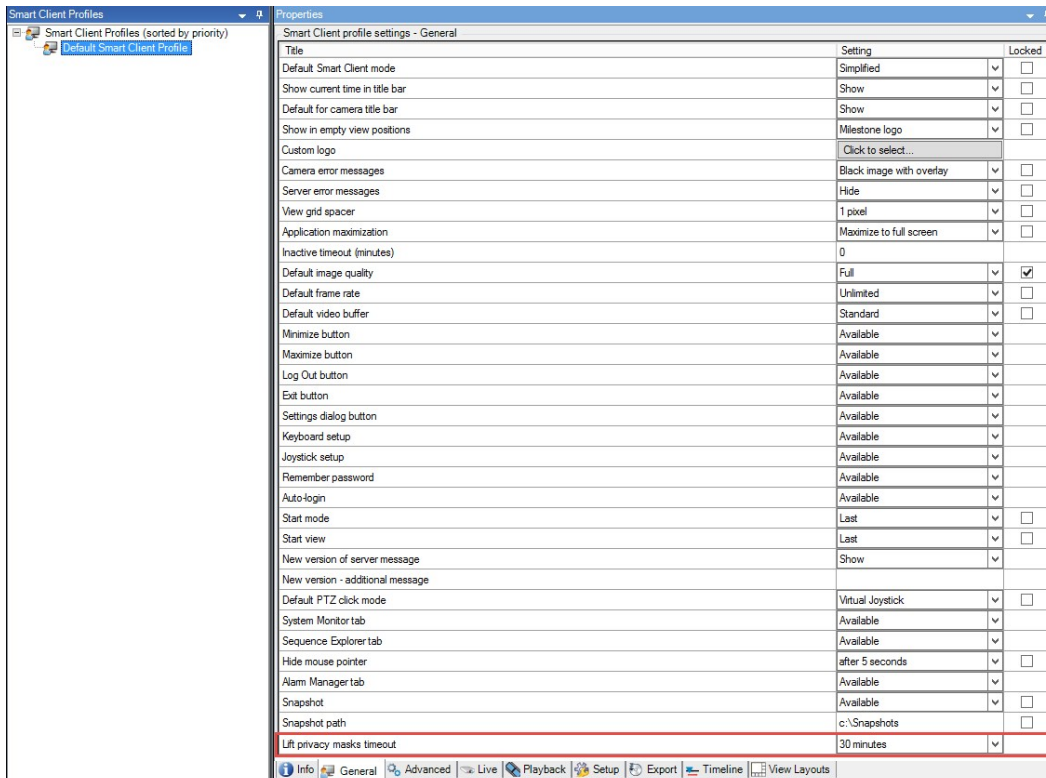 Smart Client Profiles
Smart Client Profiles (sorted by priority)
Default Smart Client Profile
Properties
Smart Client profile settings - General
Title Setting Locked
Default Smart Client mode Simplified
Show current time in title bar Show
Default for camera title bar Show
Show in empty view positions Milestone logo
Custom logo Click to select...
Camera error messages Black image with overlay
Server error messages Hide
View grid spacer 1 pixel
Application maximization Maximize to full screen
Inactive timeout (minutes) 0
Default image quality Full
Default frame rate Unlimited
Default video buffer Standard
Minimize button Available
Maximize button Available
Log Out button Available
Exit button Available
Settings dialog button Available
Keyboard setup Available
Joystick setup Available
Remember password Available
Auto-login Available
Start mode Last
Start view Last
New version of server message Show
New version - additional message
Default PTZ click mode Virtual Joystick
System Monitor tab Available
Sequence Explorer tab Available
Hide mouse pointer after 5 seconds
Alarm Manager tab Available
Snapshot Available
Snapshot path c:\Snapshots
Lift privacy masks timeout 30 minutes
Info General Advanced Live Playback Setup Export Timeline View Layouts